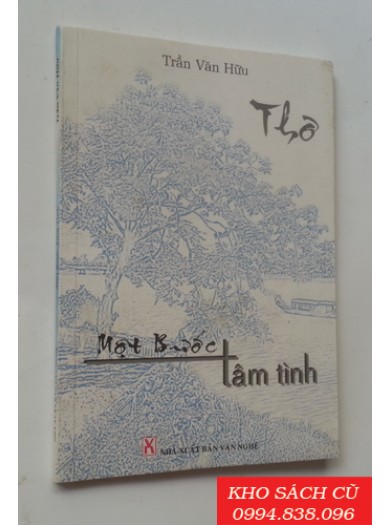 Trần Văn Hữu
Thơ
Một Bước
tâm tình
NHÀ XUẤT BẢN VĂN NGHỆ
KHO SÁCH CŨ
0994.838.096